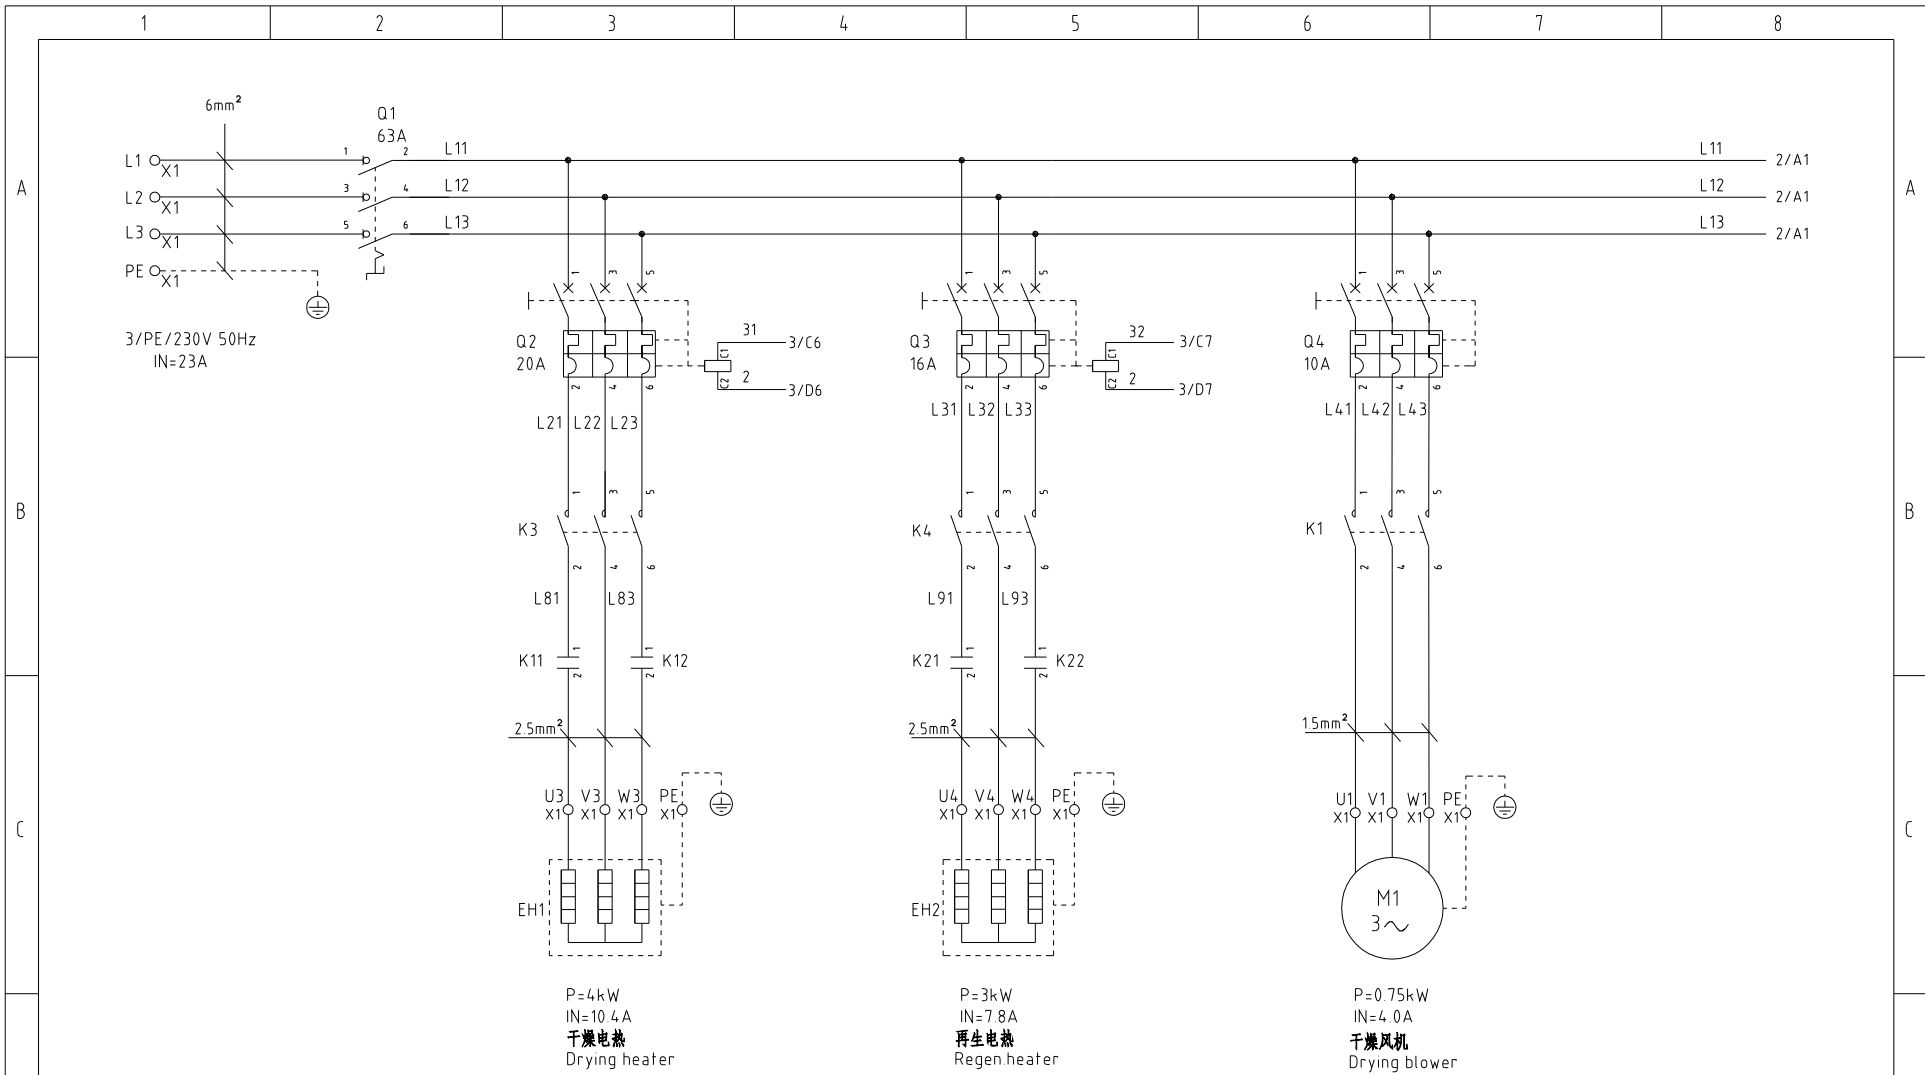 1 2 3 4 5 6 7 8
6mm²
Q1
63A
L1 X1 1 2 L11 L11 2/A1
L2 X1 3 4 L12 L12 2/A1
L3 X1 5 6 L13 L13 2/A1
PE X1
A A
3/PE/230V 50Hz
IN=23A
1 3 5 1 3 5 1 3 5
Q2
20A
C1 31 3/C6
C2 2 3/D6
Q3
16A
C1 32 3/C7
C2 2 3/D7
Q4
10A
2 4 6 2 4 6 2 4 6
L21 L22 L23
L31 L32 L33
L41 L42 L43
1 3 5 1 3 5 1 3 5
B B
K3 K4 K1
2 4 6 2 4 6 2 4 6
L81 L83 L91 L93
K11 1 2 1 2 K12
K21 1 2 1 2 K22
2.5mm² 2.5mm² 1.5mm²
U3 V3 W3 PE
X1 X1 X1 X1
U4 V4 W4 PE
X1 X1 X1 X1
U1 V1 W1 PE
X1 X1 X1 X1
C C
EH1 EH2 M1
3~
P=4kW
IN=10.4A
干燥电热
Drying heater
P=3kW
IN=7.8A
再生电热
Regen.heater
P=0.75kW
IN=4.0A
干燥风机
Drying blower